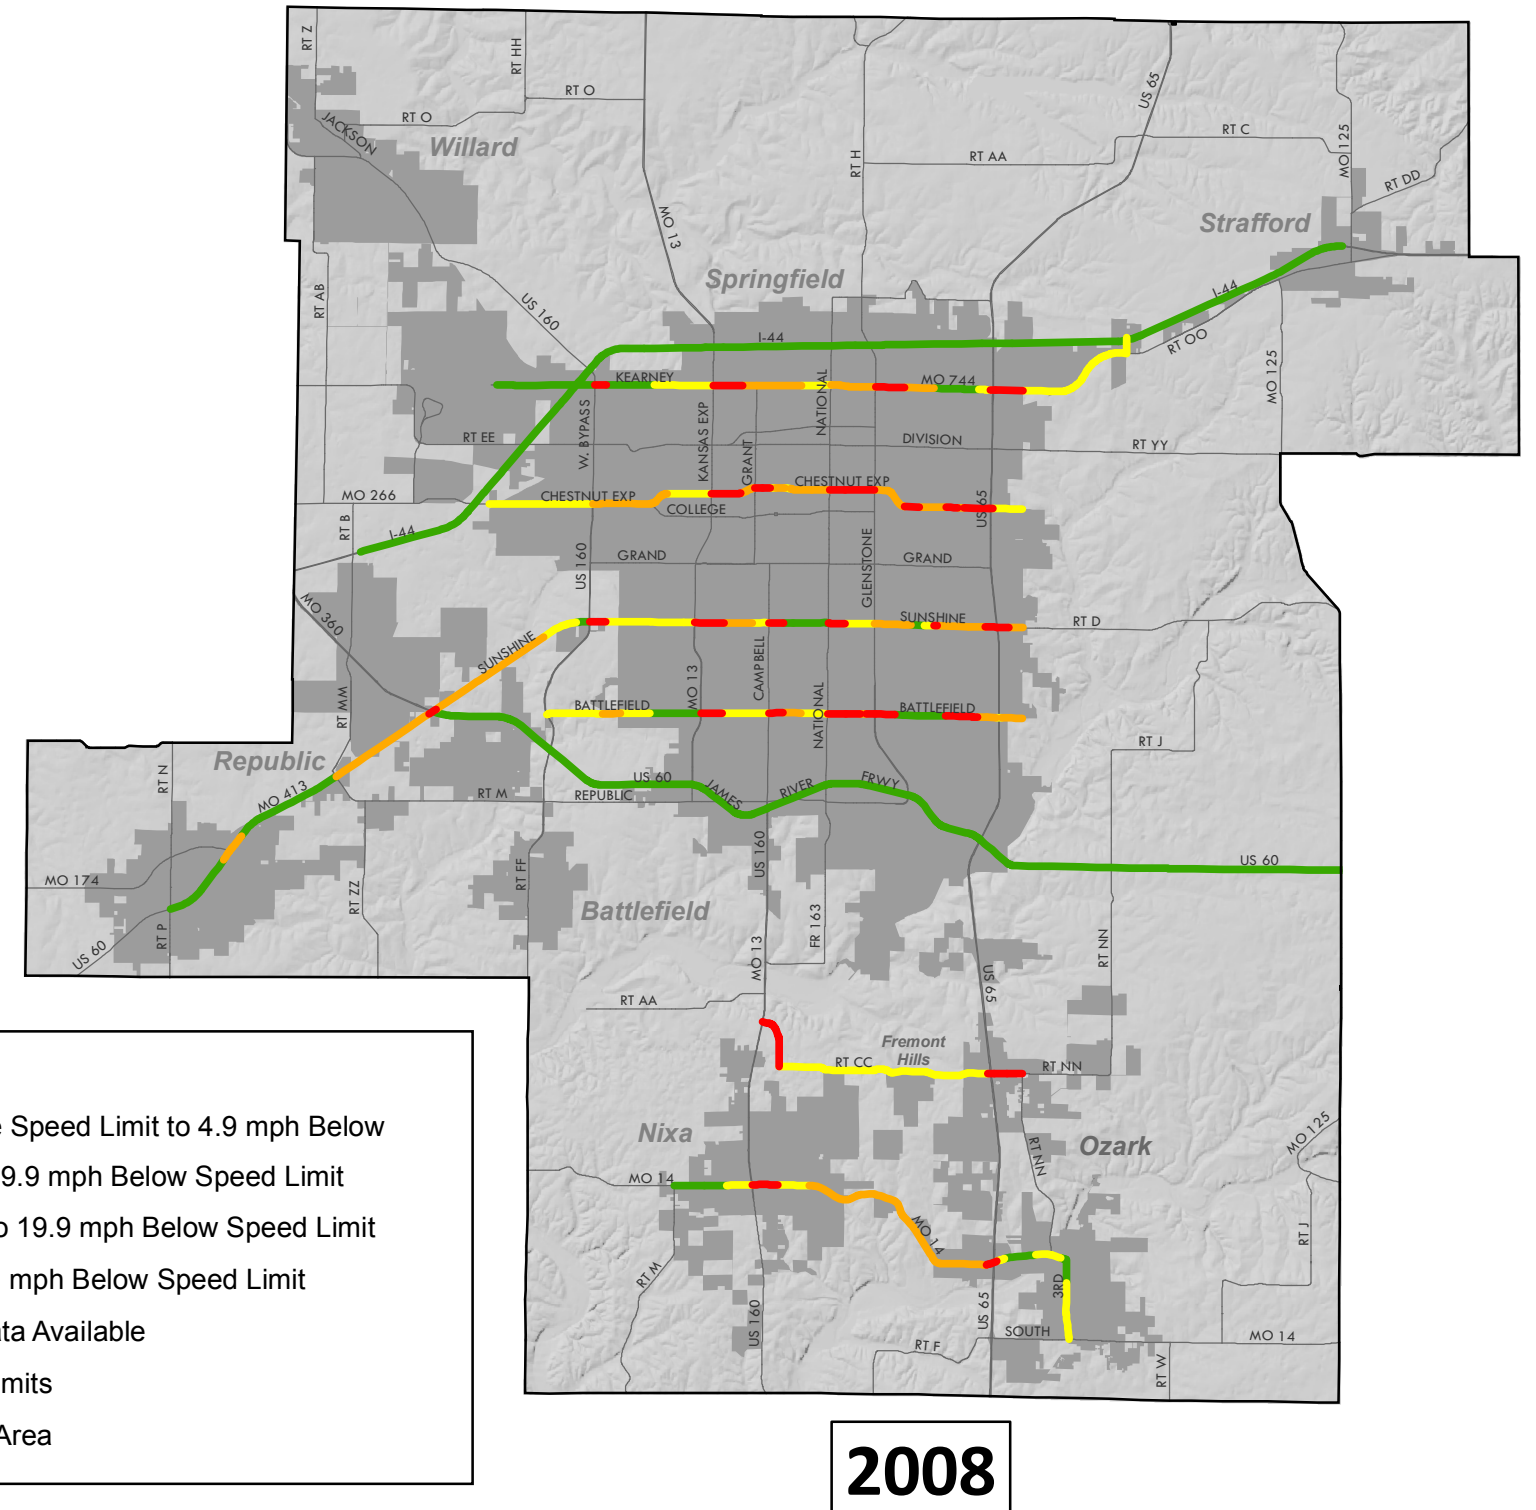 RT Z
RT HH
RT O
RT O
JACKSON
Willard
MO 13
RT H
US 65
RT C
RT AA
MO 125
RT DD
Strafford
Springfield
RT AB
US 160
I-44
I-44
RT OO
MO 125
KEARNEY
MO 744
NATIONAL
W. BYPASS
KANSAS EXP
GRANT
RT EE
DIVISION
RT YY
CHESTNUT EXP
CHESTNUT EXP
MO 266
COLLEGE
US 65
RT B
I-44
GRAND
GRAND
US 160
GLENSTONE
MO 360
SUNSHINE
SUNSHINE
RT D
CAMPBELL
MO 13
RT MM
BATTLEFIELD
BATTLEFIELD
NATIONAL
RT J
Republic
RT N
MO 413
RT M
US 60
REPUBLIC
JAMES
RIVER
FRWY
US 60
US 160
MO 174
RT ZZ
RT FF
Battlefield
FR 163
RT P
US 60
MO 13
RT NN
US 65
RT AA
Fremont
Hills
RT CC
RT NN
e Speed Limit to 4.9 mph Below
9.9 mph Below Speed Limit
o 19.9 mph Below Speed Limit
mph Below Speed Limit
ata Available
mits
Area
Nixa
Ozark
RT NN
MO 125
MO 14
MO 14
RT M
RT J
3RD
US 160
US 65
SOUTH
RT F
MO 14
RT W
2008